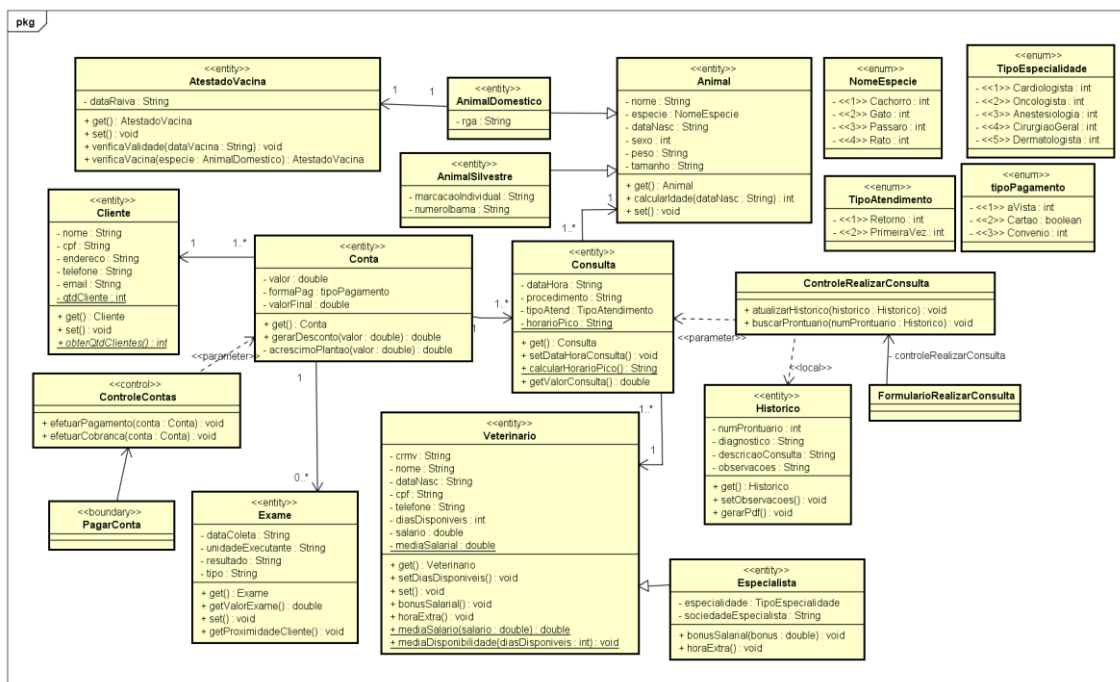 pkg
<<entity>>
AtestadoVacina
- dataRaiva : String
+ get() : AtestadoVacina
+ set() : void
+ verificaValidade(dataVacina : String) : void
+ verificaVacina(especie : AnimalDomestico) : AtestadoVacina
1
1
<<entity>>
AnimalDomestico
- rga : String
<<entity>>
AnimalSilvestre
- marcacaoIndividual : String
- numeroIbama : String
<<entity>>
Animal
- nome : String
- especie : NomeEspecie
- dataNasc : String
- sexo : int
- peso : String
- tamanho : String
+ get() : Animal
+ calcularIdade(dataNasc : String) : int
+ set() : void
<<enum>>
NomeEspecie
- <<1>> Cachorro : int
- <<2>> Gato : int
- <<3>> Passaro : int
- <<4>> Rato : int
<<enum>>
TipoEspecialidade
- <<1>> Cardiologista : int
- <<2>> Oncologista : int
- <<3>> Anestesiologia : int
- <<4>> CirurgiaoGeral : int
- <<5>> Dermatologista : int
<<enum>>
TipoAtendimento
- <<1>> Retorno : int
- <<2>> PrimeiraVez : int
<<enum>>
tipoPagamento
- <<1>> aVista : int
- <<2>> Cartao : boolean
- <<3>> Convenio : int
<<entity>>
Cliente
- nome : String
- cpf : String
- endereco : String
- telefone : String
- email : String
- qtdCliente : int
+ get() : Cliente
+ set() : void
+ obterQtdClientes() : int
1
1..*
<<entity>>
Conta
- valor : double
- formaPag : tipoPagamento
- valorFinal : double
+ get() : Conta
+ gerarDesconto(valor : double) : double
- acrescimoPlantao(valor : double) : double
1..*
1
1
1..*
<<entity>>
Consulta
- dataHora : String
- procedimento : String
- tipoAtend : TipoAtendimento
- horarioPico : String
+ get() : Consulta
+ setDataHoraConsulta() : void
+ calcularHorarioPico() : String
+ getValorConsulta() : double
<<parameter>>
ControleRealizarConsulta
+ atualizarHistorico(historico : Historico) : void
+ buscarProntuario(numProntuario : Historico) : void
<<local>>
- controleRealizarConsulta
FormularioRealizarConsulta
<<parameter>>
<<control>>
ControleContas
+ efetuarPagamento(conta : Conta) : void
+ efetuarCobranca(conta : Conta) : void
<<boundary>>
PagarConta
1
0..*
<<entity>>
Exame
- dataColeta : String
- unidadeExecutante : String
- resultado : String
- tipo : String
+ get() : Exame
+ getValorExame() : double
+ set() : void
+ getProximidadeCliente() : void
1..*
1
<<entity>>
Veterinario
- crmv : String
- nome : String
- dataNasc : String
- cpf : String
- telefone : String
- diasDisponiveis : int
- salario : double
- mediaSalarial : double
+ get() : Veterinario
+ setDiasDisponiveis() : void
+ set() : void
+ bonusSalarial() : void
+ horaExtra() : void
+ mediaSalario(salario : double) : double
+ mediaDisponibilidade(diasDisponiveis : int) : void
<<entity>>
Historico
- numProntuario : int
- diagnostico : String
- descricaoConsulta : String
- observacoes : String
+ get() : Historico
+ setObservacoes() : void
+ gerarPdf() : void
<<entity>>
Especialista
- especialidade : TipoEspecialidade
- sociedadeEspecialista : String
+ bonusSalarial(bonus : double) : void
+ horaExtra() : void